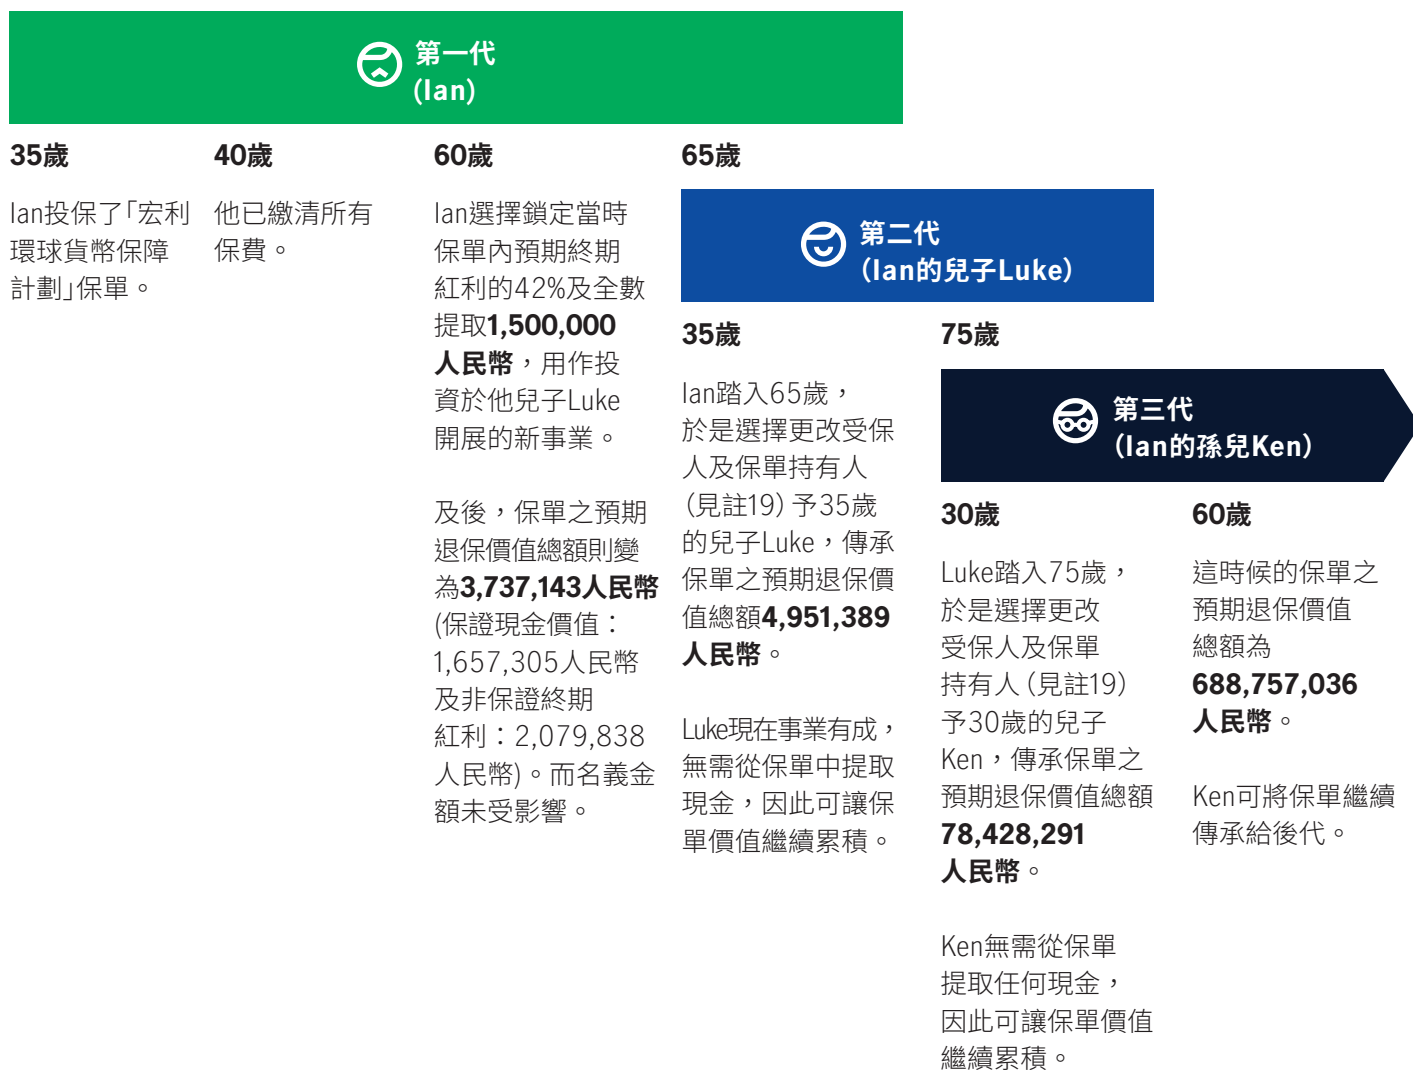 第一代
(Ian)
35歲
Ian投保了「宏利
環球貨幣保障
計劃」保單。
40歲
他已繳清所有
保費。
60歲
Ian選擇鎖定當時
保單內預期終期
紅利的42%及全數
提取1,500,000
人民幣，用作投
資於他兒子Luke
開展的新事業。
及後，保單之預期
退保價值總額則變
為3,737,143人民幣
(保證現金價值：
1,657,305人民幣
及非保證終期
紅利：2,079,838
人民幣)。而名義金
額未受影響。
65歲
第二代
(Ian的兒子Luke)
35歲
Ian踏入65歲，
於是選擇更改受保
人及保單持有人
(見註19) 予35歲
的兒子Luke，傳承
保單之預期退保價
值總額4,951,389
人民幣。
Luke現在事業有成，
無需從保單中提取
現金，因此可讓保
單價值繼續累積。
75歲
第三代
(Ian的孫兒Ken)
30歲
Luke踏入75歲，
於是選擇更改
受保人及保單
持有人 (見註19)
予30歲的兒子
Ken，傳承保單之
預期退保價值總額
78,428,291
人民幣。
Ken無需從保單
提取任何現金，
因此可讓保單價值
繼續累積。
60歲
這時候的保單之
預期退保價值
總額為
688,757,036
人民幣。
Ken可將保單繼續
傳承給後代。